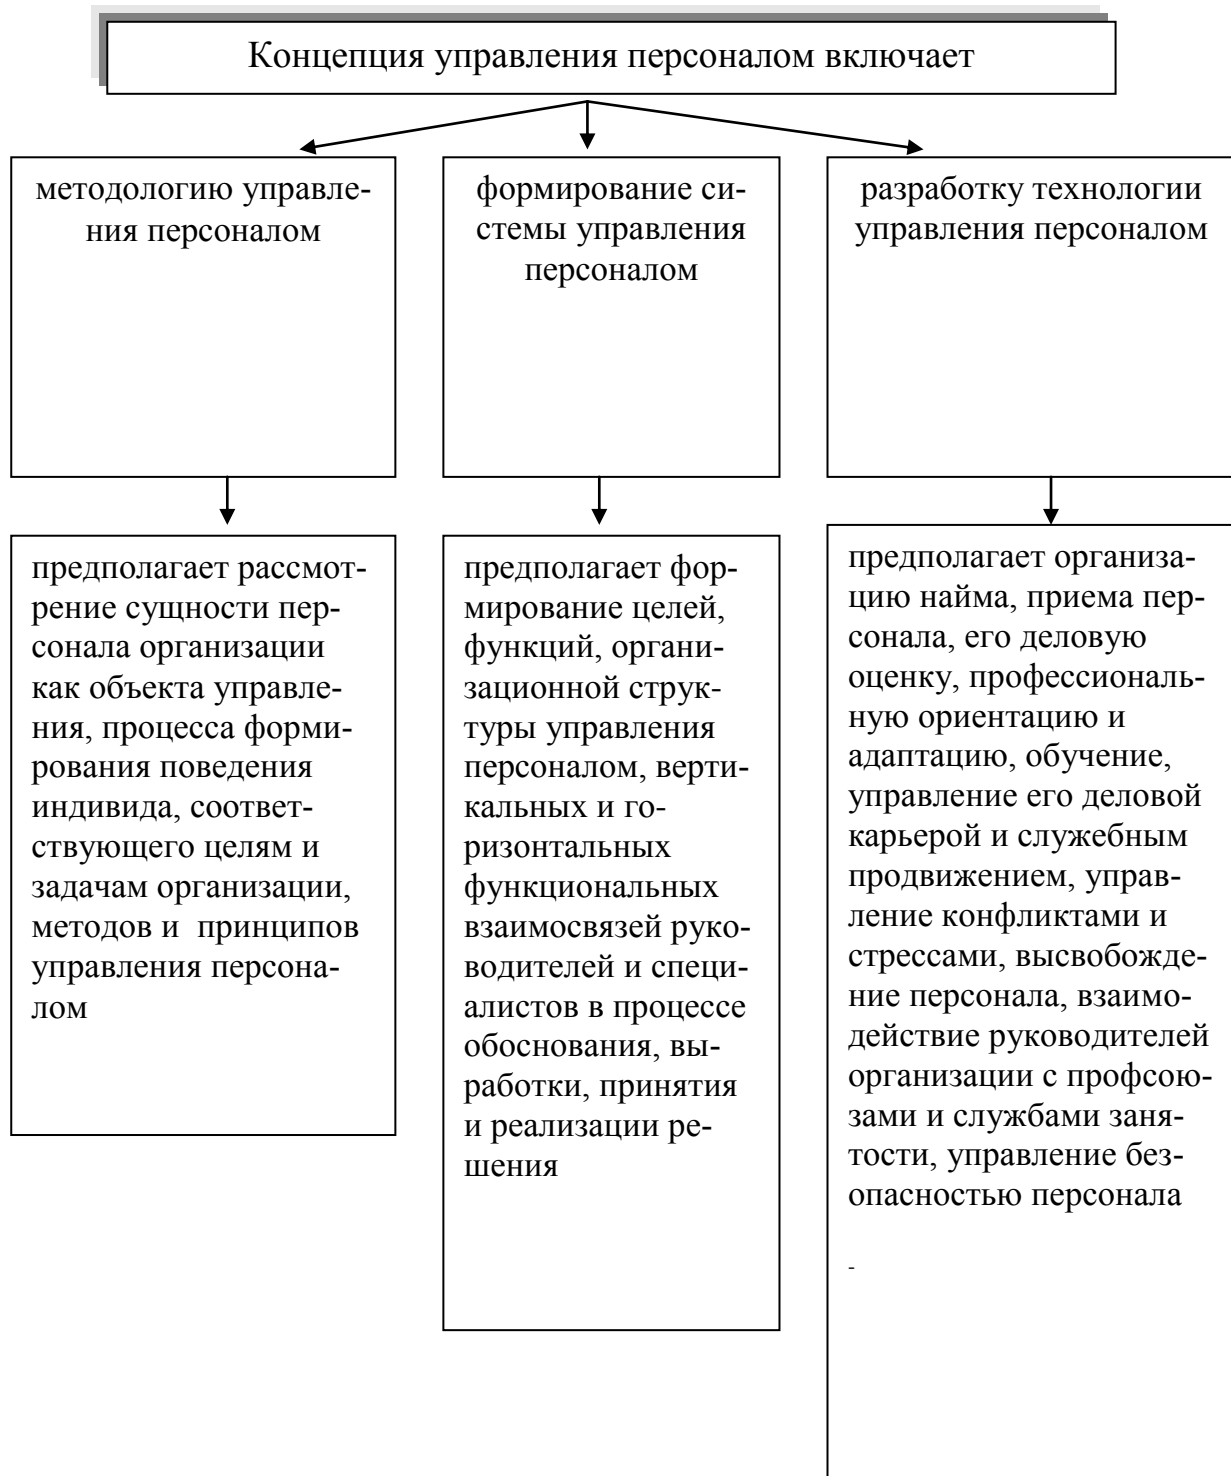 Концепция управления персоналом включает
методологию управле-
ния персоналом
формирование си-
стемы управления
персоналом
разработку технологии
управления персоналом
предполагает рассмот-
рение сущности пер-
сонала организации
как объекта управле-
ния, процесса форми-
рования поведения
индивида, соответ-
ствующего целям и
задачам организации,
методов и принципов
управления персона-
лом
предполагает фор-
мирование целей,
функций, органи-
зационной струк-
туры управления
персоналом, верти-
кальных и го-
ризонтальных
функциональных
взаимосвязей руко-
водителей и специ-
алистов в процессе
обоснования, вы-
работки, принятия
и реализации ре-
шения
предполагает организа-
цию найма, приема пер-
сонала, его деловую
оценку, профессиональ-
ную ориентацию и
адаптацию, обучение,
управление его деловой
карьерой и служебным
продвижением, управ-
ление конфликтами и
стрессами, высвобожде-
ние персонала, взаимо-
действие руководителей
организации с профсою-
зами и службами заня-
тости, управление без-
опасностью персонала
-